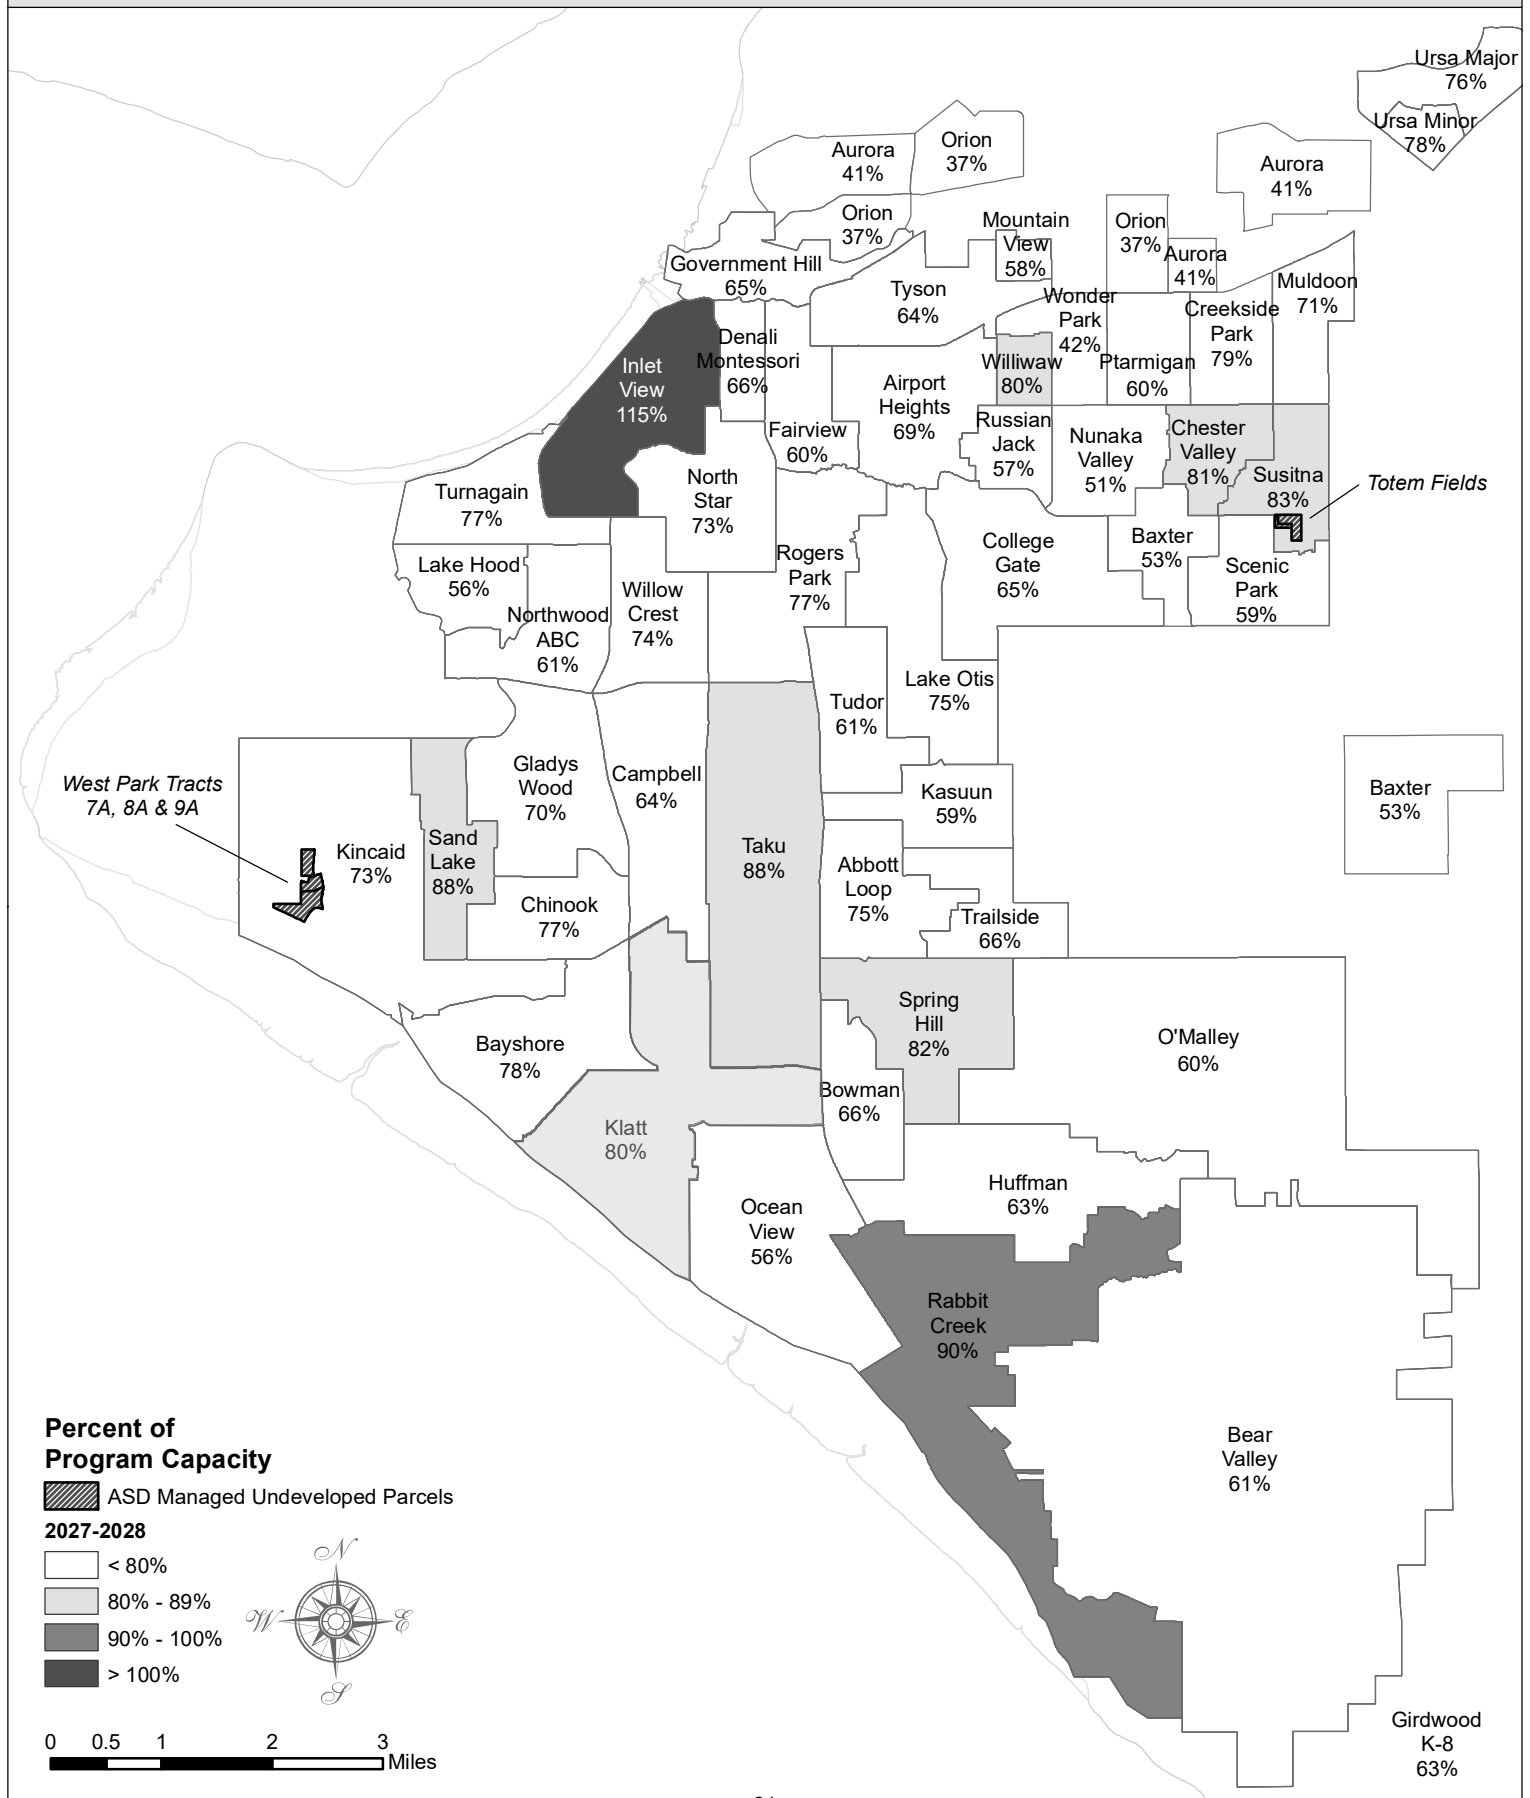 Ursa Major
76%
Ursa Minor
78%
Aurora
41%
Orion
37%
Aurora
41%
Orion
37%
Mountain
View
58%
Orion
37%
Aurora
41%
Government Hill
65%
Tyson
64%
Wonder
Park
42%
Creekside
Park
79%
Muldoon
71%
Denali
Montessori
66%
Inlet
View
115%
Williwaw
80%
Ptarmigan
60%
Airport
Heights
69%
Fairview
60%
Russian
Jack
57%
Nunaka
Valley
51%
Chester
Valley
81%
Susitna
83%
Totem Fields
Turnagain
77%
North
Star
73%
Rogers
Park
77%
College
Gate
65%
Baxter
53%
Scenic
Park
59%
Lake Hood
56%
Northwood
ABC
61%
Willow
Crest
74%
Tudor
61%
Lake Otis
75%
West Park Tracts
7A, 8A & 9A
Kincaid
73%
Sand
Lake
88%
Gladys
Wood
70%
Campbell
64%
Taku
88%
Kasuun
59%
Baxter
53%
Chinook
77%
Abbott
Loop
75%
Trailside
66%
Bayshore
78%
Spring
Hill
82%
O'Malley
60%
Bowman
66%
Klatt
80%
Huffman
63%
Ocean
View
56%
Rabbit
Creek
90%
Bear
Valley
61%
Girdwood
K-8
63%
Percent of
Program Capacity
ASD Managed Undeveloped Parcels
2027-2028
< 80%
80% - 89%
90% - 100%
> 100%
N
W
E
S
0 0.5 1 2 3
Miles